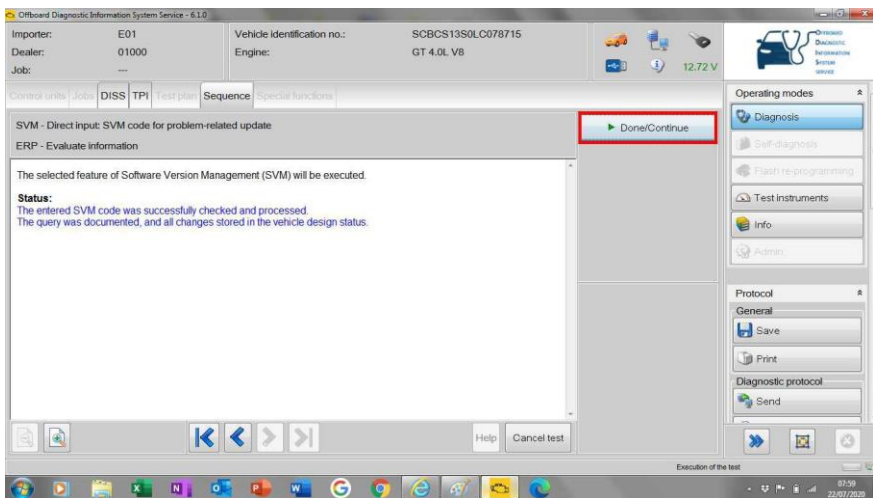 Offboard Diagnostic Information System Service - 6.1.0
Importer: E01
Dealer: 01000
Job: ---
Vehicle identification no.: SCBCS13S0LC078715
Engine: GT 4.0L V8
12.72 V
OFFBOARD
DIAGNOSTIC
INFORMATION
SYSTEM
SERVICE
Control units Jobs DISS TPI Test plan Sequence Special functions
SVM - Direct input: SVM code for problem-related update
ERP - Evaluate information
Done/Continue
The selected feature of Software Version Management (SVM) will be executed.
Status:
The entered SVM code was successfully checked and processed.
The query was documented, and all changes stored in the vehicle design status.
Help
Cancel test
Operating modes
Diagnosis
Self-diagnosis
Flash re-programming
Test instruments
Info
Admin
Protocol
General
Save
Print
Diagnostic protocol
Send
Execution of the test
07:59
22/07/2020